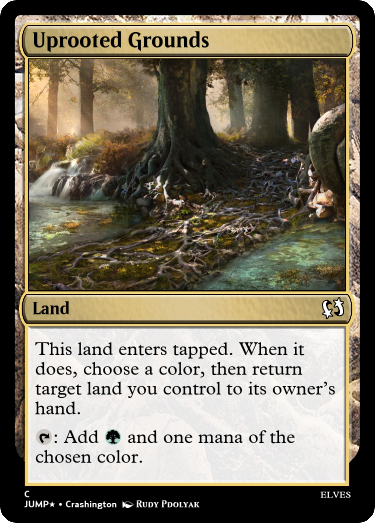 Uprooted Grounds
Land
This land enters tapped. When it
does, choose a color, then return
target land you control to its owner's
hand.
: Add and one mana of the
chosen color.
C
JUMP★ • Crashington Rudy Pdolyak
ELVES